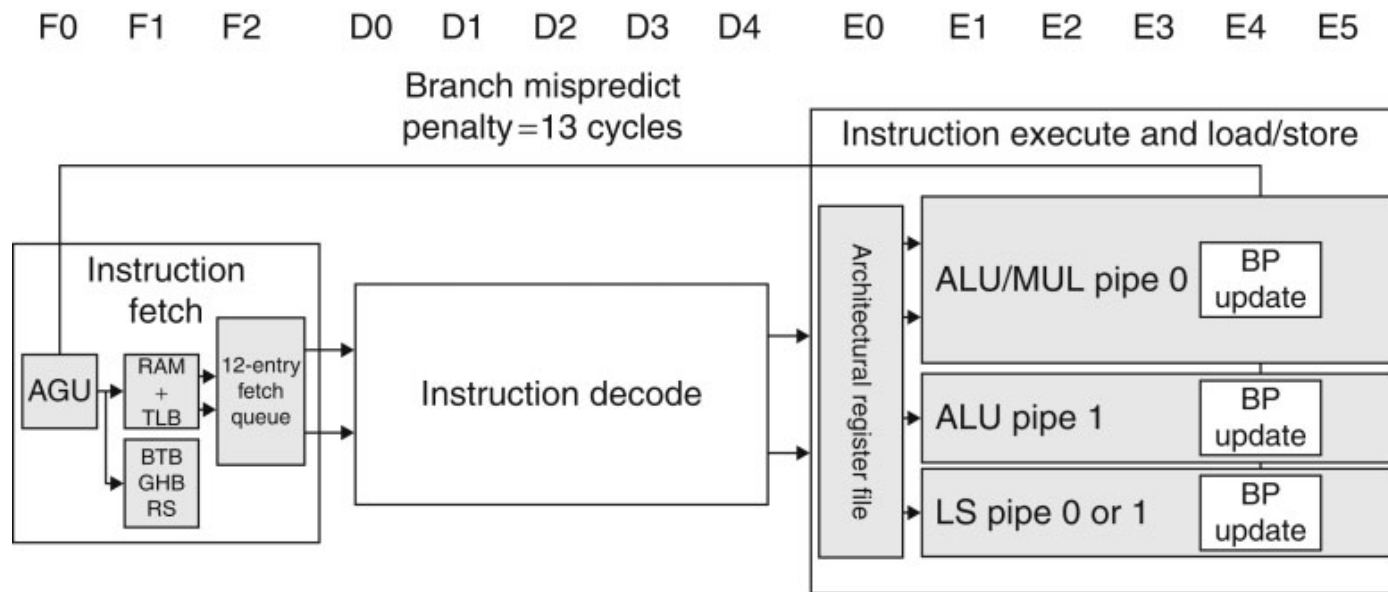 F0 F1 F2 D0 D1 D2 D3 D4 E0 E1 E2 E3 E4 E5
Branch mispredict
penalty=13 cycles
Instruction execute and load/store
Instruction
fetch
AGU
RAM
+
TLB
BTB
GHB
RS
12-entry
fetch
queue
Instruction decode
Architectural register file
ALU/MUL pipe 0
BP
update
ALU pipe 1
BP
update
LS pipe 0 or 1
BP
update